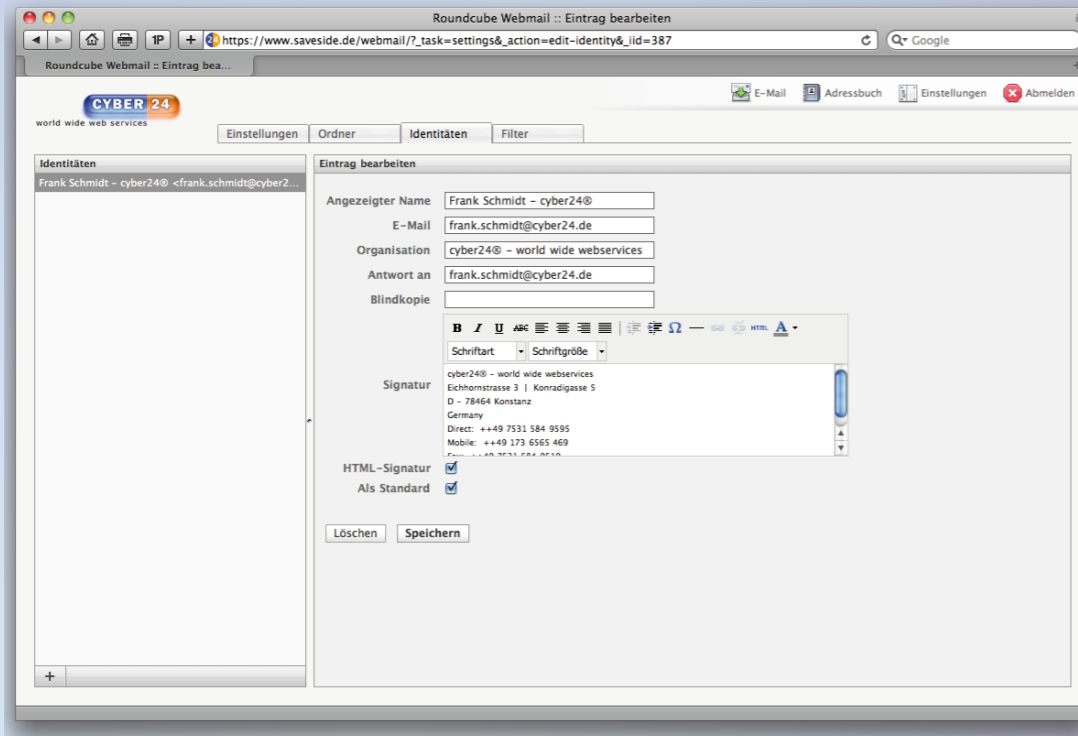 Roundcube Webmail :: Eintrag bearbeiten
1P
+
24 https://www.saveside.de/webmail/?_task=settings&_action=edit-identity&_iid=387
Google
Roundcube Webmail :: Eintrag bea...
CYBER 24
world wide web services
E-Mail
Adressbuch
Einstellungen
Abmelden
Einstellungen
Ordner
Identitäten
Filter
Identitäten
Frank Schmidt – cyber24® <frank.schmidt@cyber2...
Eintrag bearbeiten
Angezeigter Name Frank Schmidt – cyber24®
E-Mail frank.schmidt@cyber24.de
Organisation cyber24® – world wide webservices
Antwort an frank.schmidt@cyber24.de
Blindkopie
B I U ABC Ω — HTML A
Schriftart Schriftgröße
Signatur
cyber24® – world wide webservices
Eichhornstrasse 3 | Konradigasse 5
D – 78464 Konstanz
Germany
Direct: ++49 7531 584 9595
Mobile: ++49 173 6565 469
HTML-Signatur
Als Standard
Löschen Speichern
+